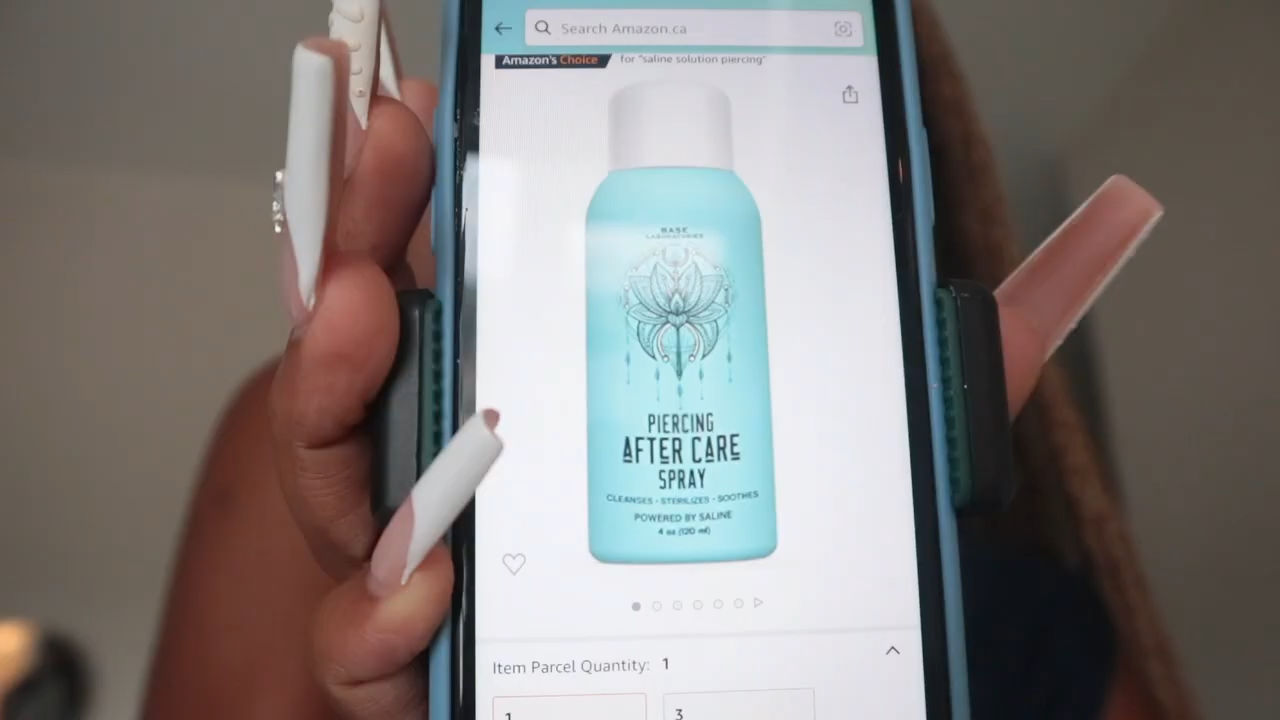 Search Amazon.ca
Amazon's Choice for "saline solution piercing"
BASE
LABORATORIES
PIERCING
AFTER CARE
SPRAY
CLEANSES - STERILIZES - SOOTHES
POWERED BY SALINE
4 oz (120 ml)
Item Parcel Quantity: 1
1 3